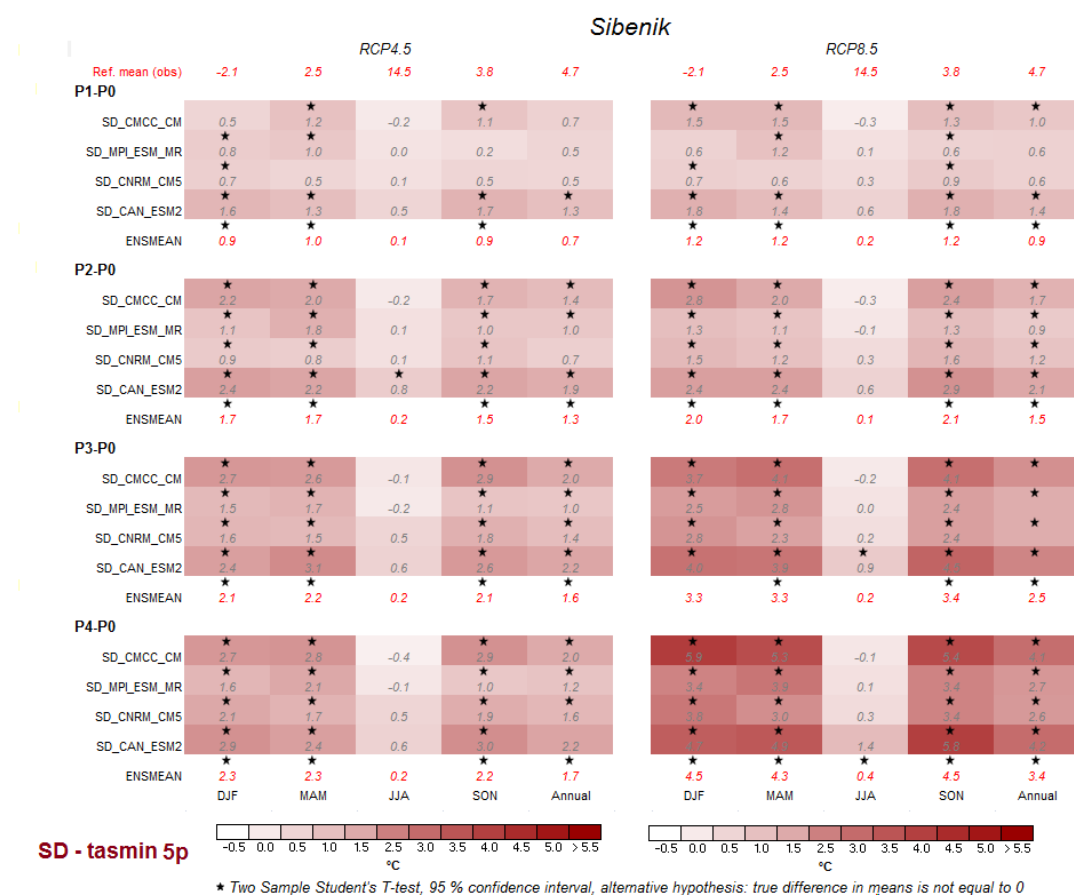 Sibenik
RCP4.5 RCP8.5
Ref. mean (obs) -2.1 2.5 14.5 3.8 4.7 -2.1 2.5 14.5 3.8 4.7
P1-P0
★ ★ ★ ★ ★ ★
SD_CMCC_CM 0.5 1.2 -0.2 1.1 0.7 1.5 1.5 -0.3 1.3 1.0
★ ★ ★ ★
SD_MPI_ESM_MR 0.8 1.0 0.0 0.2 0.5 0.6 1.2 0.1 0.6 0.6
★ ★ ★
SD_CNRM_CM5 0.7 0.5 0.1 0.5 0.5 0.7 0.6 0.3 0.9 0.6
★ ★ ★ ★ ★ ★ ★ ★
SD_CAN_ESM2 1.6 1.3 0.5 1.7 1.3 1.8 1.4 0.6 1.8 1.4
★ ★ ★ ★ ★ ★ ★
ENSMEAN 0.9 1.0 0.1 0.9 0.7 1.2 1.2 0.2 1.2 0.9
P2-P0
★ ★ ★ ★ ★ ★ ★ ★
SD_CMCC_CM 2.2 2.0 -0.2 1.7 1.4 2.8 2.0 -0.3 2.4 1.7
★ ★ ★ ★ ★ ★ ★ ★
SD_MPI_ESM_MR 1.1 1.8 0.1 1.0 1.0 1.3 1.1 -0.1 1.3 0.9
★ ★ ★ ★ ★ ★ ★
SD_CNRM_CM5 0.9 0.8 0.1 1.1 0.7 1.5 1.2 0.3 1.6 1.2
★ ★ ★ ★ ★ ★ ★ ★ ★
SD_CAN_ESM2 2.4 2.2 0.8 2.2 1.9 2.4 2.4 0.6 2.9 2.1
★ ★ ★ ★ ★ ★ ★ ★
ENSMEAN 1.7 1.7 0.2 1.5 1.3 2.0 1.7 0.1 2.1 1.5
P3-P0
★ ★ ★ ★ ★ ★ ★ ★
SD_CMCC_CM 2.7 2.6 -0.1 2.9 2.0 3.7 -0.2 4.1
★ ★ ★ ★ ★ ★ ★ ★
SD_MPI_ESM_MR 1.5 1.7 -0.2 1.1 1.0 2.5 2.8 0.0 2.4
★ ★ ★ ★ ★ ★ ★ ★
SD_CNRM_CM5 1.6 1.5 0.5 1.8 1.4 2.8 2.3 0.2 2.4
★ ★ ★ ★ ★ ★ ★ ★ ★
SD_CAN_ESM2 2.4 3.1 0.6 2.6 2.2 4.0 3.9 0.9
★ ★ ★ ★ ★ ★ ★
ENSMEAN 2.1 2.2 0.2 2.1 1.6 3.3 3.3 0.2 3.4 2.5
P4-P0
★ ★ ★ ★ ★ ★ ★ ★
SD_CMCC_CM 2.7 2.8 -0.4 2.9 2.0 5.9 5.3 -0.1 5.4 4.1
★ ★ ★ ★ ★ ★ ★ ★
SD_MPI_ESM_MR 1.6 2.1 -0.1 1.0 1.2 3.4 3.9 0.1 3.4 2.7
★ ★ ★ ★ ★ ★ ★ ★
SD_CNRM_CM5 2.1 1.7 0.5 1.9 1.6 3.8 3.0 0.3 3.4 2.6
★ ★ ★ ★ ★ ★ ★ ★
SD_CAN_ESM2 2.9 2.4 0.6 3.0 2.2 1.4 5.8 4.2
★ ★ ★ ★ ★ ★ ★ ★ ★
ENSMEAN 2.3 2.3 0.2 2.2 1.7 4.5 4.3 0.4 4.5 3.4
DJF MAM JJA SON Annual DJF MAM JJA SON Annual
-0.5 0.0 0.5 1.0 1.5 2.5 3.0 3.5 4.0 4.5 5.0 > 5.5 -0.5 0.0 0.5 1.0 1.5 2.5 3.0 3.5 4.0 4.5 5.0 > 5.5
°C °C
SD - tasmin 5p
★ Two Sample Student's T-test, 95 % confidence interval, alternative hypothesis: true difference in means is not equal to 0